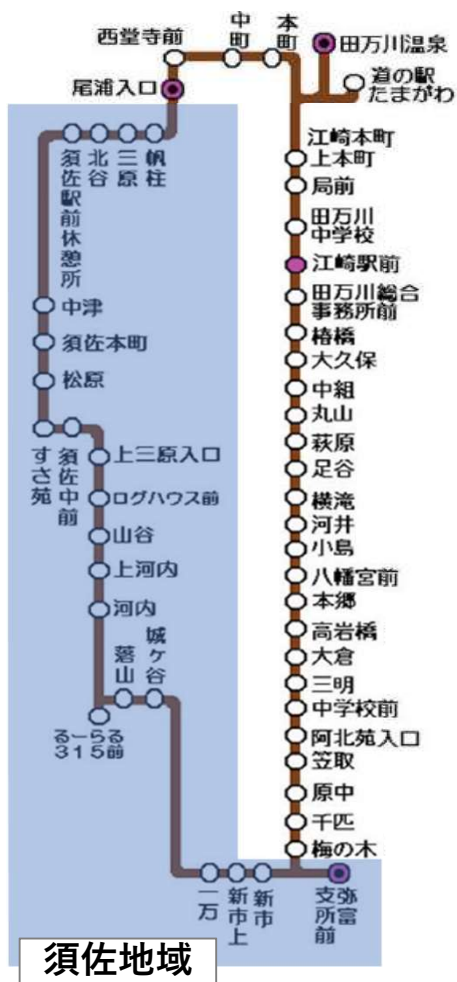 西堂寺前
中町
本町
田万川温泉
道の駅
たまがわ
尾浦入口
帆柱
三原
北谷
須佐駅前休憩所
中津
須佐本町
松原
すさ苑
須佐中前
上三原入口
ログハウス前
山谷
上河内
河内
るーらる
315前
落山
城ヶ谷
江崎本町
上本町
局前
田万川
中学校
江崎駅前
田万川総合
事務所前
椿橋
大久保
中組
丸山
萩原
足谷
横滝
河井
小島
八幡宮前
本郷
高岩橋
大倉
三明
中学校前
阿北苑入口
笠取
原中
千匹
梅の木
一万
新市上
新市
弥富
支所前
須佐地域